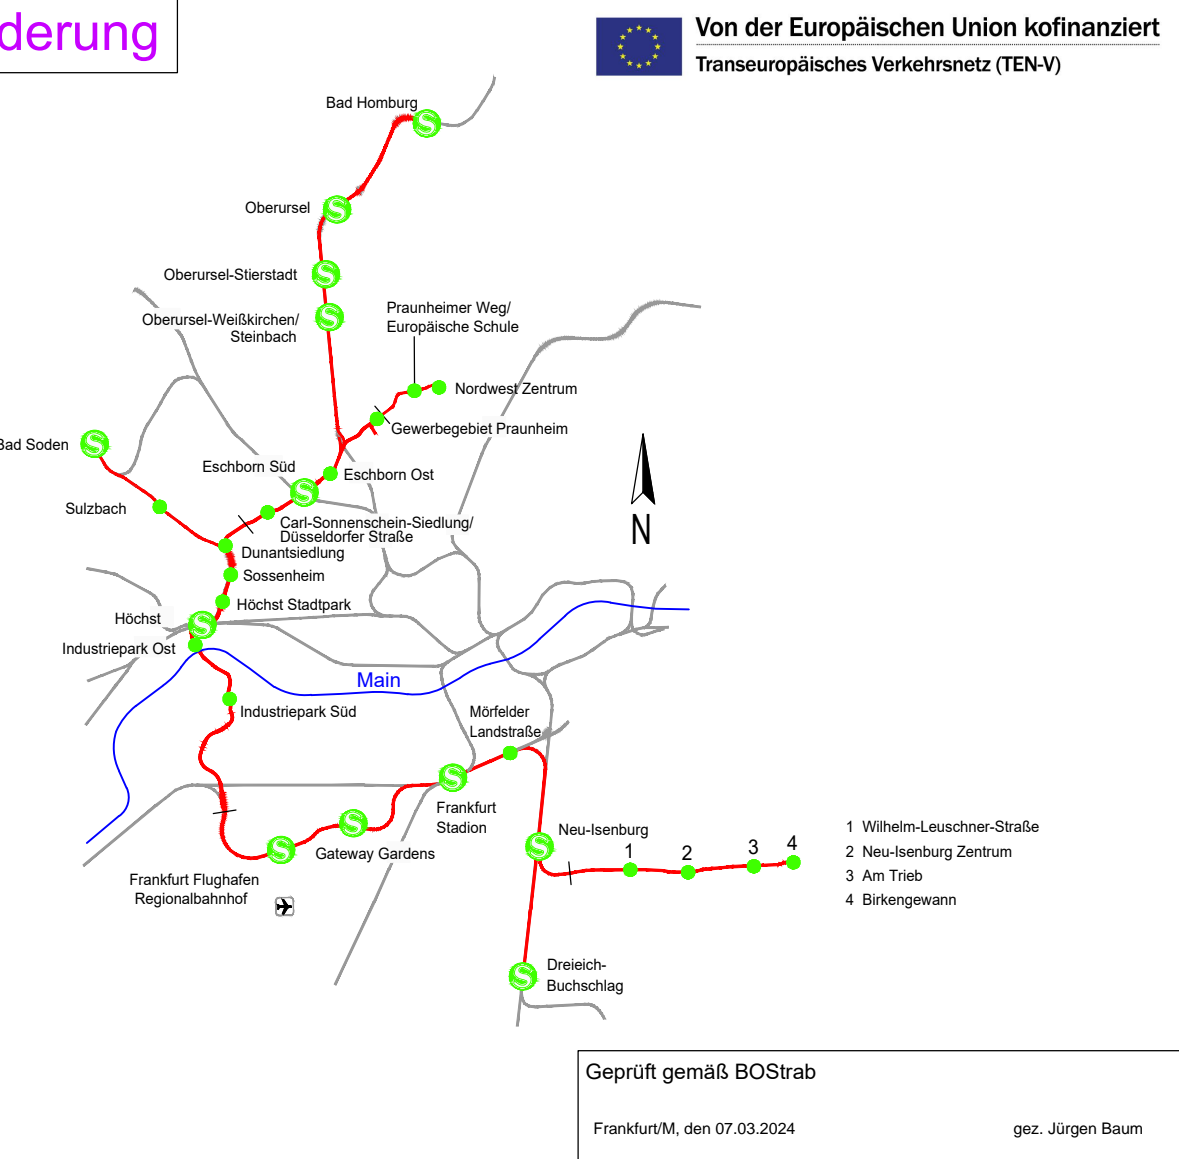 derung
Von der Europäischen Union kofinanziert
Transeuropäisches Verkehrsnetz (TEN-V)
Bad Homburg
Oberursel
Oberursel-Stierstadt
Oberursel-Weißkirchen/
Steinbach
Praunheimer Weg/
Europäische Schule
Nordwest Zentrum
Gewerbegebiet Praunheim
Bad Soden
Eschborn Süd
Eschborn Ost
Sulzbach
Carl-Sonnenschein-Siedlung/
Düsseldorfer Straße
Dunantsiedlung
Sossenheim
Höchst Stadtpark
Höchst
Industriepark Ost
Main
Industriepark Süd
Mörfelder
Landstraße
Frankfurt
Stadion
Gateway Gardens
Frankfurt Flughafen
Regionalbahnhof
Neu-Isenburg
1
2
3
4
1 Wilhelm-Leuschner-Straße
2 Neu-Isenburg Zentrum
3 Am Trieb
4 Birkengewann
Dreieich-
Buchschlag
N
S
S
S
S
S
S
S
S
S
S
S
S
Geprüft gemäß BOStrab
Frankfurt/M, den 07.03.2024
gez. Jürgen Baum